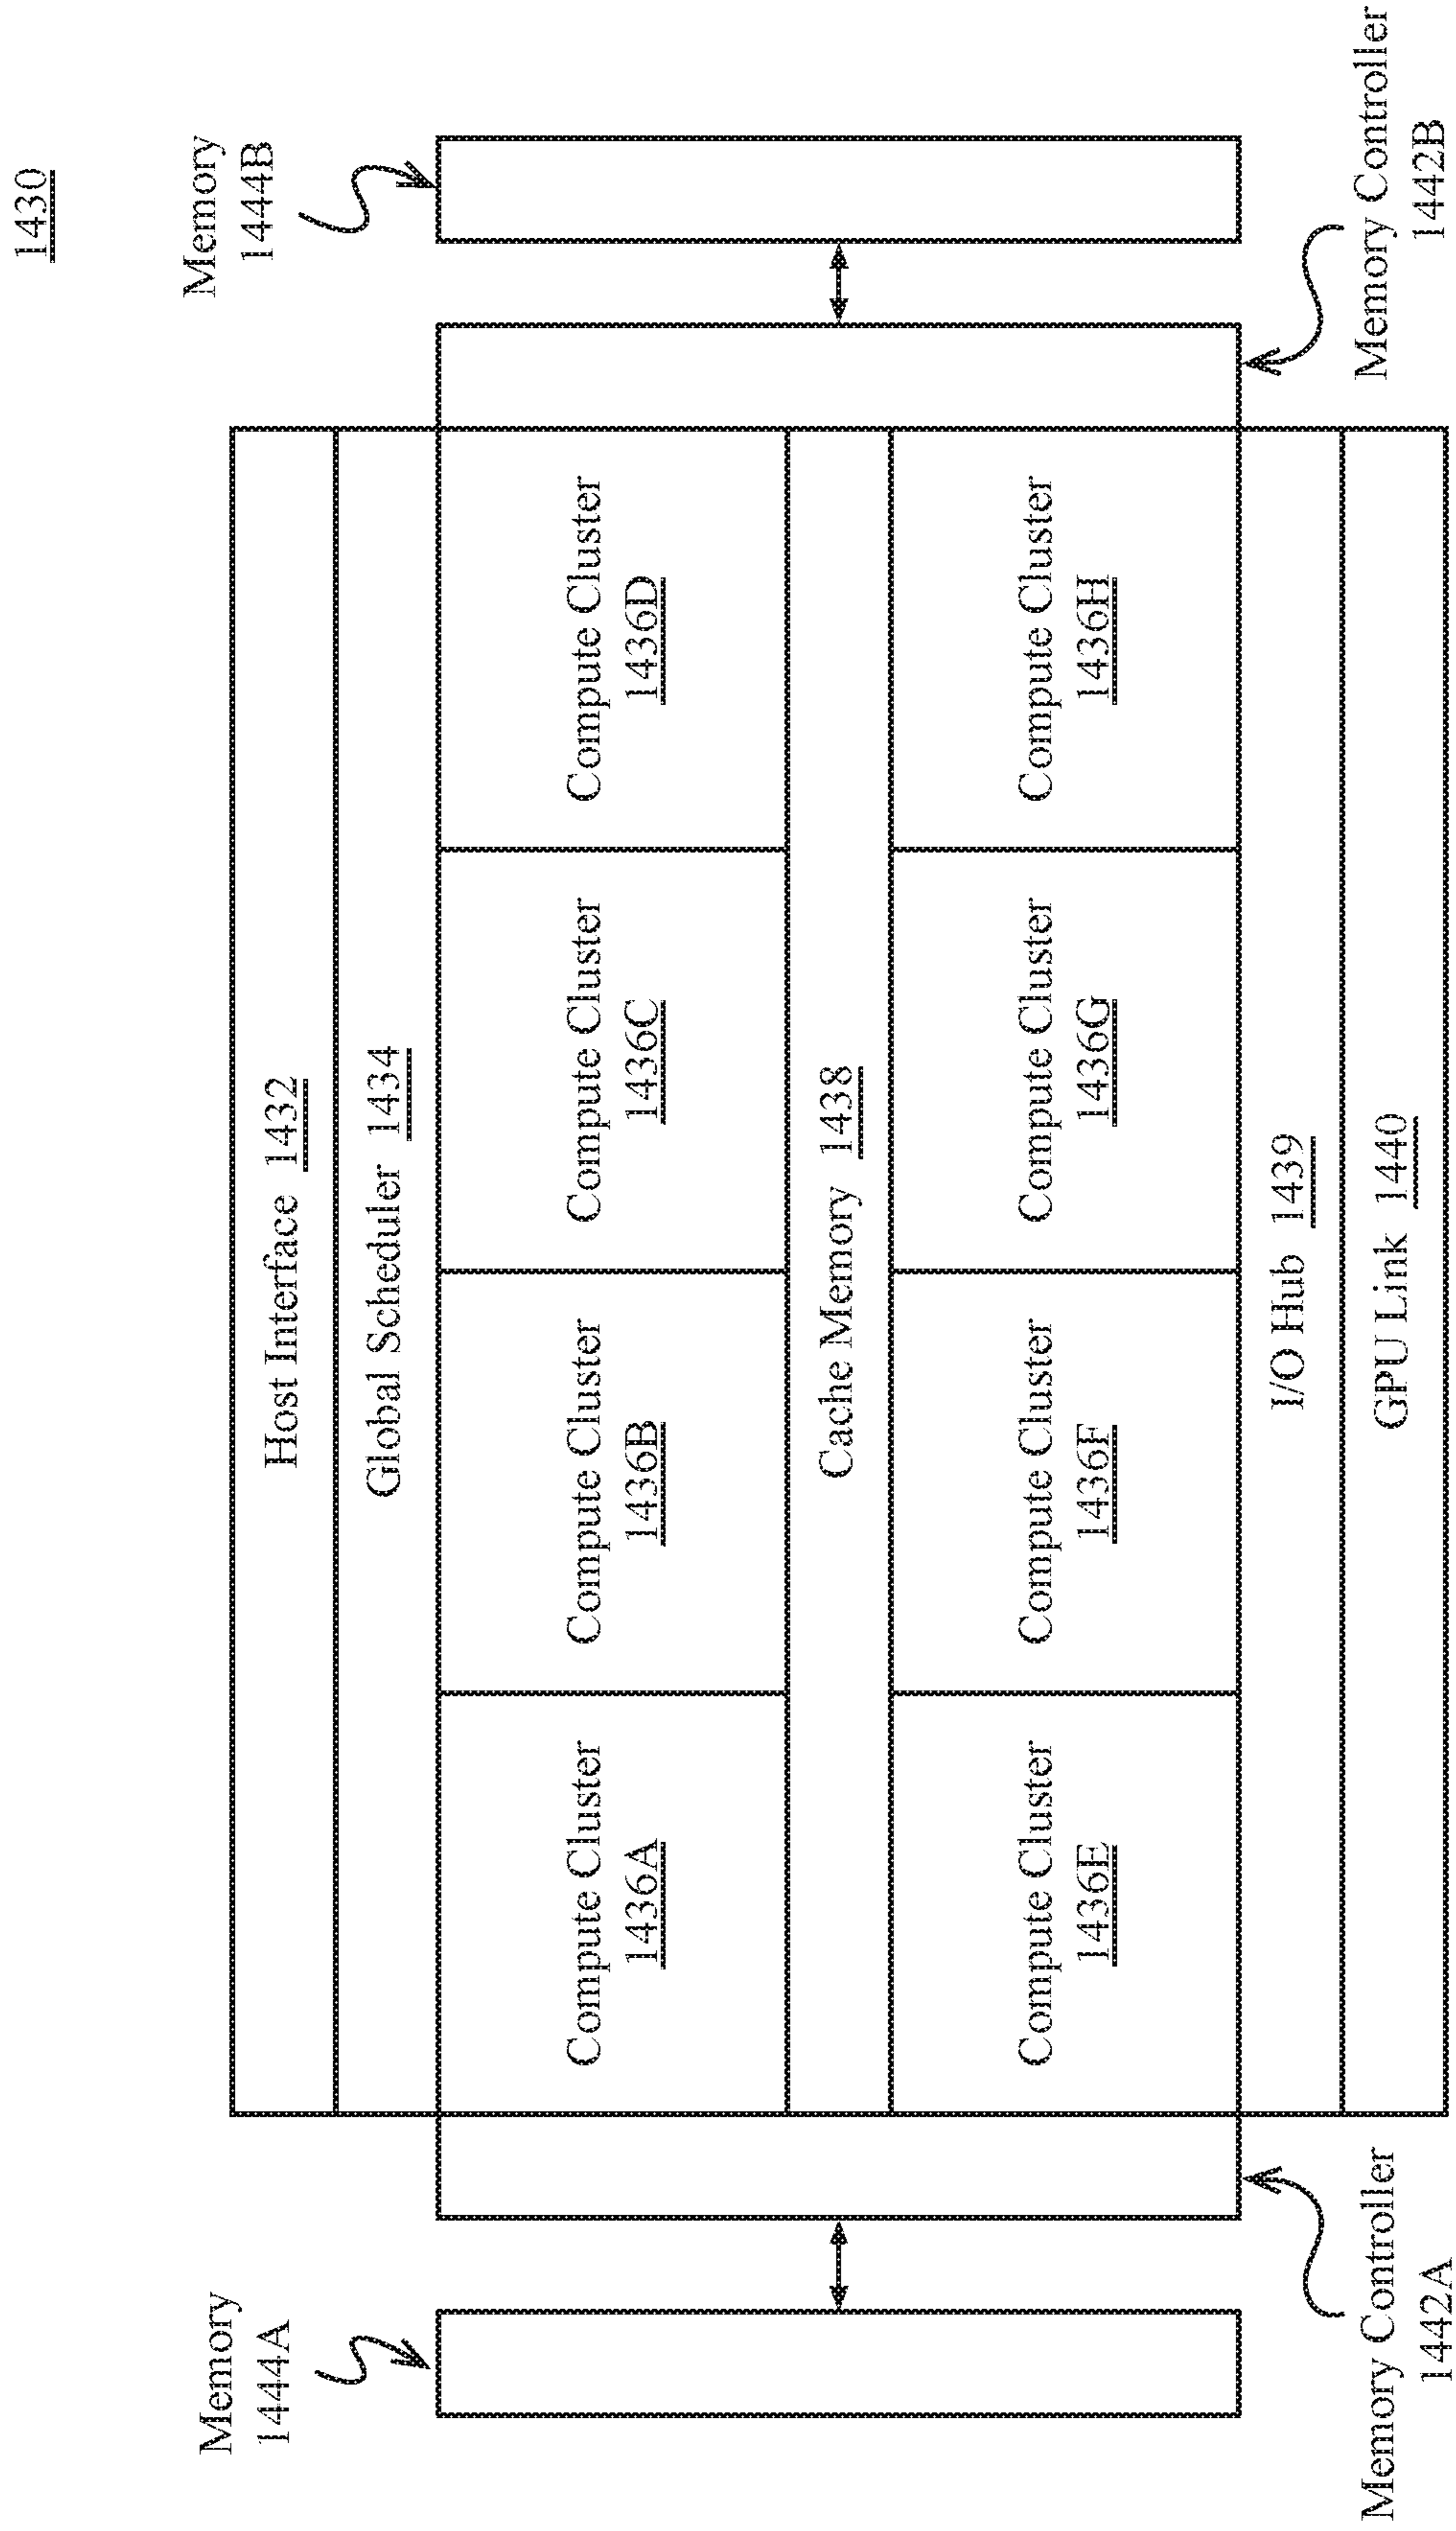 1430
Host Interface 1432
Global Scheduler 1434
Memory
1444A
Memory
1444B
Compute Cluster
1436A
Compute Cluster
1436B
Compute Cluster
1436C
Compute Cluster
1436D
Cache Memory 1438
Compute Cluster
1436E
Compute Cluster
1436F
Compute Cluster
1436G
Compute Cluster
1436H
I/O Hub 1439
GPU Link 1440
Memory Controller
1442A
Memory Controller
1442B